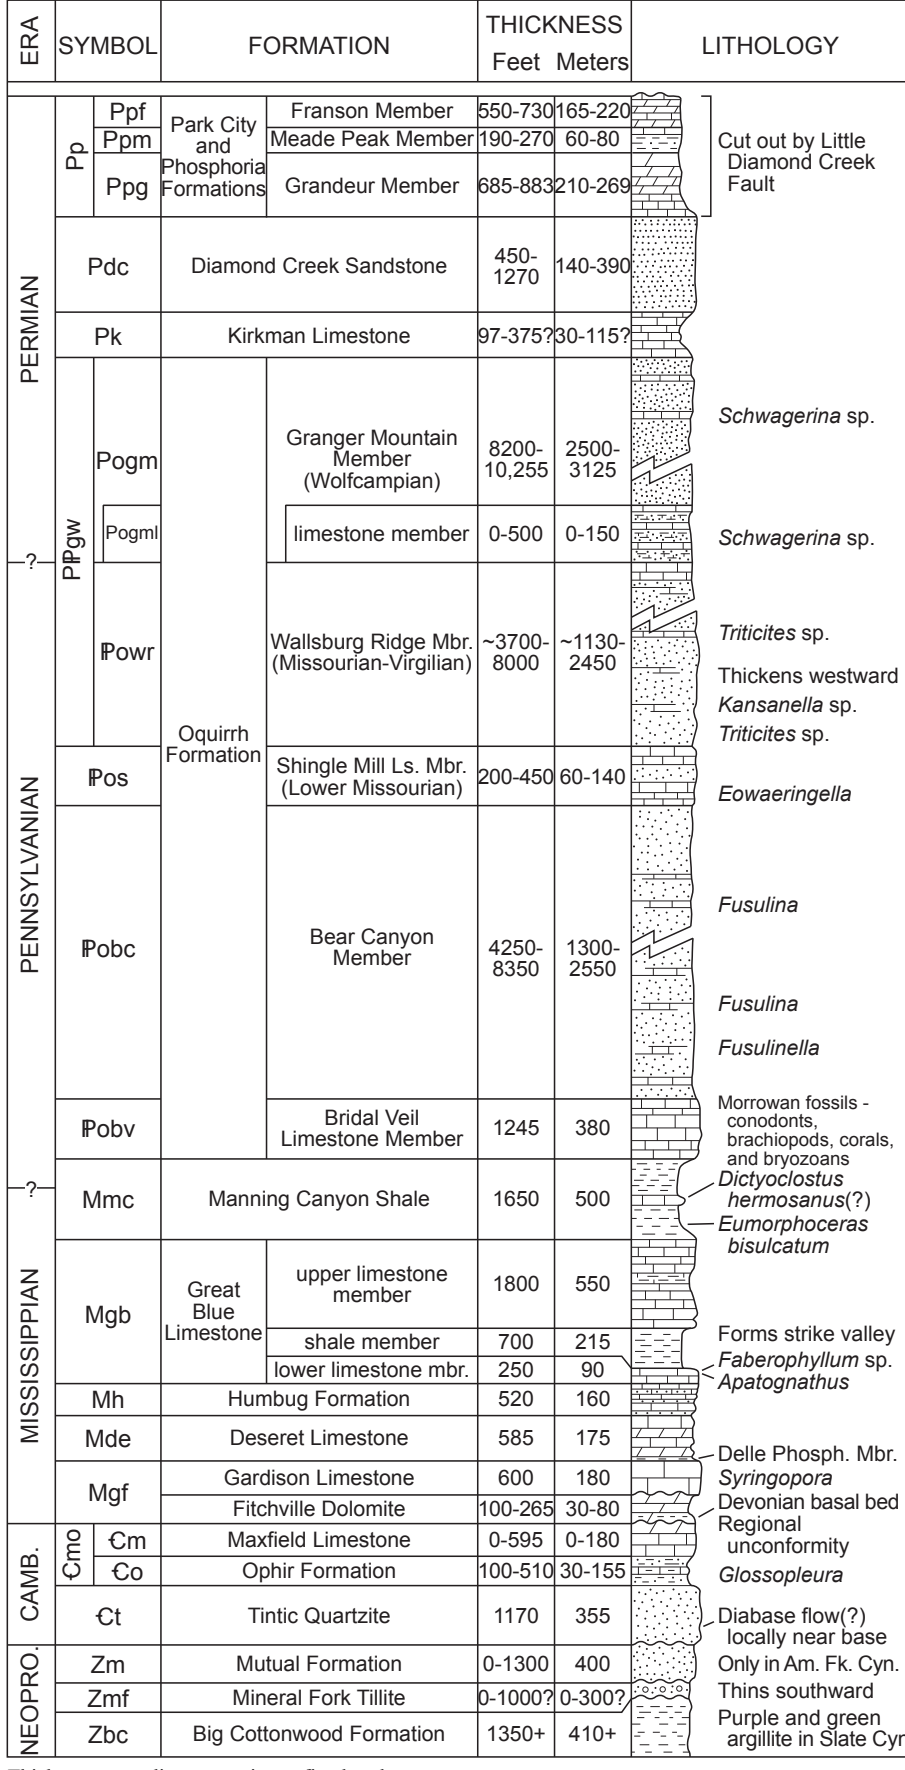 ERA
SYMBOL
FORMATION
THICKNESS
Feet Meters
LITHOLOGY
PERMIAN
Pp
Ppf
Park City
and
Phosphoria
Formations
Franson Member
550-730
165-220
Ppm
Meade Peak Member
190-270
60-80
Ppg
Grandeur Member
685-883
210-269
Cut out by Little
Diamond Creek
Fault
Pdc
Diamond Creek Sandstone
450-
1270
140-390
Pk
Kirkman Limestone
97-375?
30-115?
Pogm
Granger Mountain
Member
(Wolfcampian)
8200-
10,255
2500-
3125
Schwagerina sp.
Pogml
limestone member
0-500
0-150
Schwagerina sp.
?
PENNSYLVANIAN
Oquirrh
Formation
Wallsburg Ridge Mbr.
(Missourian-Virgilian)
~3700-
8000
~1130-
2450
Triticites sp.
Thickens westward
Kansanella sp.
Triticites sp.
Shingle Mill Ls. Mbr.
(Lower Missourian)
200-450
60-140
Eowaeringella
Bear Canyon
Member
4250-
8350
1300-
2550
Fusulina
Fusulina
Fusulinella
Bridal Veil
Limestone Member
1245
380
Morrowan fossils -
conodonts,
brachiopods, corals,
and bryozoans
?
Mmc
Manning Canyon Shale
1650
500
Dictyoclostus
hermosanus(?)
Eumorphoceras
bisulcatum
MISSISSIPPIAN
Mgb
Great
Blue
Limestone
upper limestone
member
1800
550
shale member
700
215
Forms strike valley
lower limestone mbr.
250
90
Faberophyllum sp.
Apatognathus
Mh
Humbug Formation
520
160
Mde
Deseret Limestone
585
175
Delle Phosph. Mbr.
Mgf
Gardison Limestone
600
180
Syringopora
Fitchville Dolomite
100-265
30-80
Devonian basal bed
Regional
unconformity
CAMB.
Ꞓmo
Ꞓm
Maxfield Limestone
0-595
0-180
Ꞓo
Ophir Formation
100-510
30-155
Glossopleura
Ꞓt
Tintic Quartzite
1170
355
Diabase flow(?)
locally near base
NEOPRO.
Zm
Mutual Formation
0-1300
400
Only in Am. Fk. Cyn.
Zmf
Mineral Fork Tillite
0-1000?
0-300?
Thins southward
Zbc
Big Cottonwood Formation
1350+
410+
Purple and green
argillite in Slate Cyn